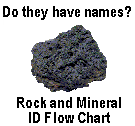 Do they have names?
Rock and Mineral
ID Flow Chart